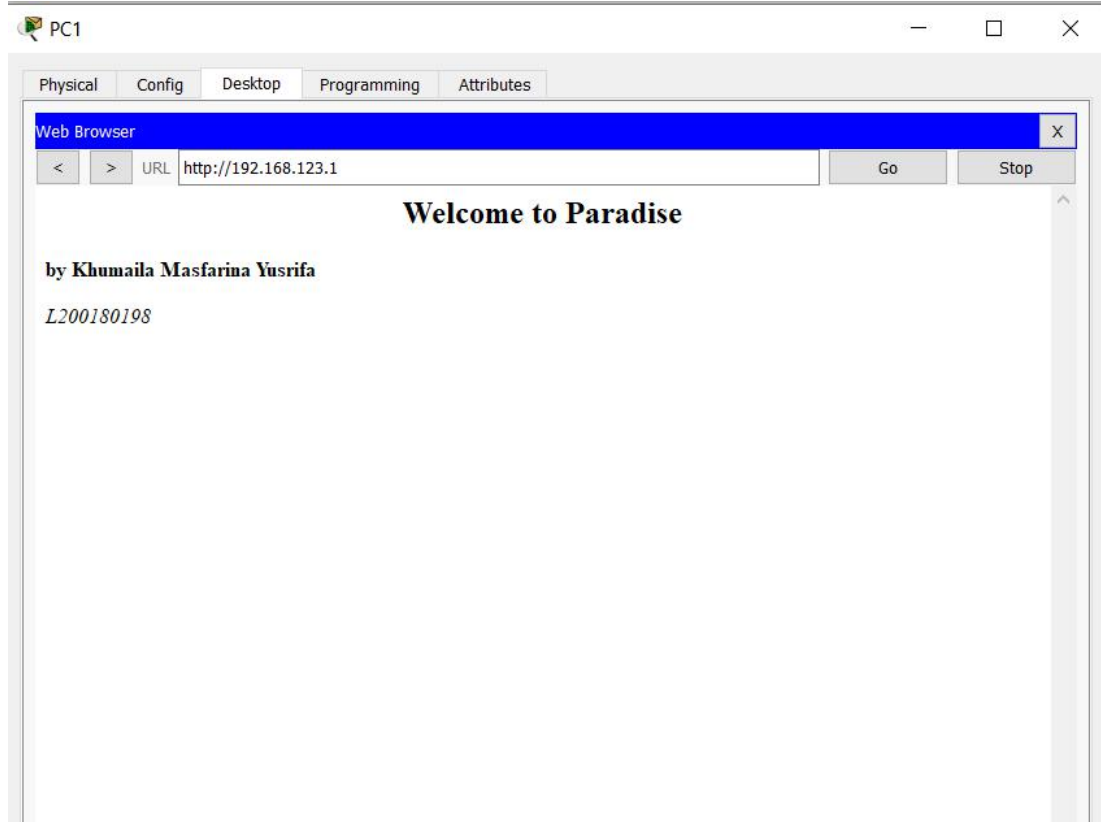 PC1
Physical Config Desktop Programming Attributes
Web Browser X
< > URL http://192.168.123.1 Go Stop
Welcome to Paradise
by Khumaila Masfarina Yusrifa
L200180198